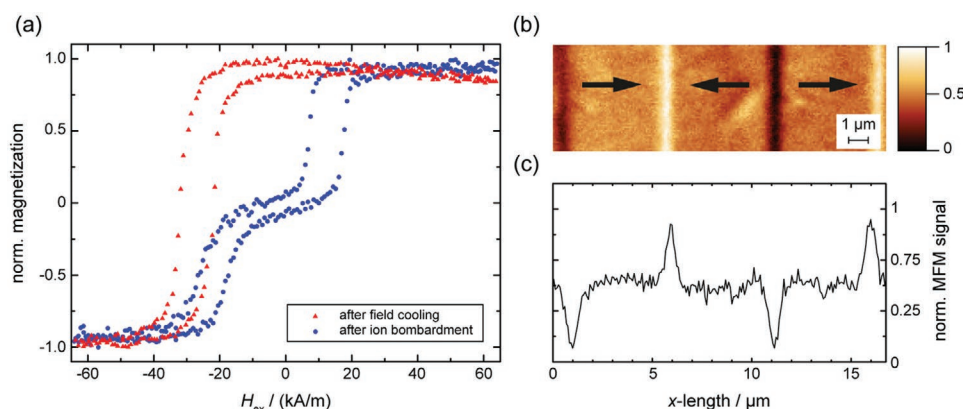 (a)
1.0
0.5
0
-0.5
-1.0
norm. magnetization
after field cooling
after ion bombardment
-60 -40 -20 0 20 40 60
H_ex / (kA/m)
(b)
1 µm
1
0.5
0
(c)
1
0.75
0.25
0
norm. MFM signal
0 5 10 15
x-length / µm